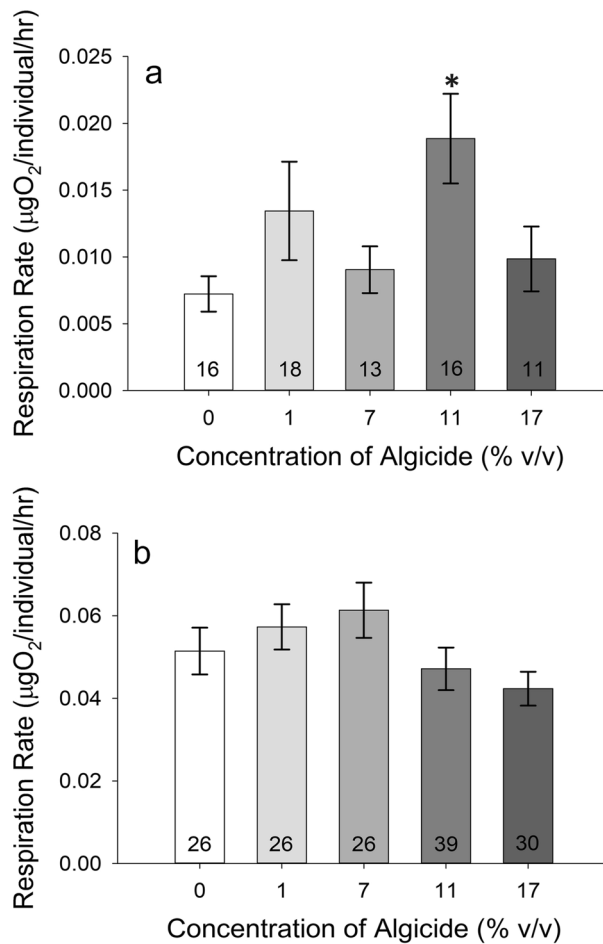 a
*
Respiration Rate (µgO₂/individual/hr)
0.025
0.020
0.015
0.010
0.005
0.000
16 18 13 16 11
0 1 7 11 17
Concentration of Algicide (% v/v)
b
Respiration Rate (µgO₂/individual/hr)
0.08
0.06
0.04
0.02
0.00
26 26 26 39 30
0 1 7 11 17
Concentration of Algicide (% v/v)